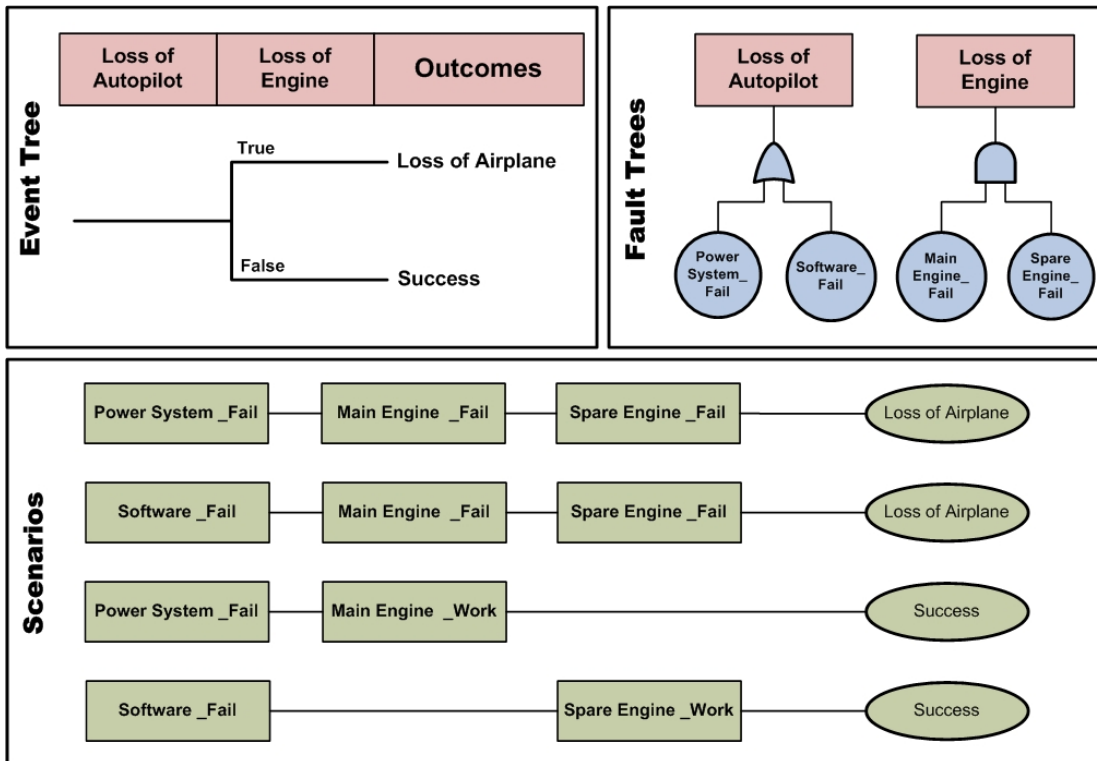 Event Tree
Loss of
Autopilot
Loss of
Engine
Outcomes
True
Loss of Airplane
False
Success
Fault Trees
Loss of
Autopilot
Loss of
Engine
Power
System_
Fail
Software_
Fail
Main
Engine_
Fail
Spare
Engine_
Fail
Scenarios
Power System _Fail
Main Engine _Fail
Spare Engine _Fail
Loss of Airplane
Software _Fail
Main Engine _Fail
Spare Engine _Fail
Loss of Airplane
Power System _Fail
Main Engine _Work
Success
Software _Fail
Spare Engine _Work
Success